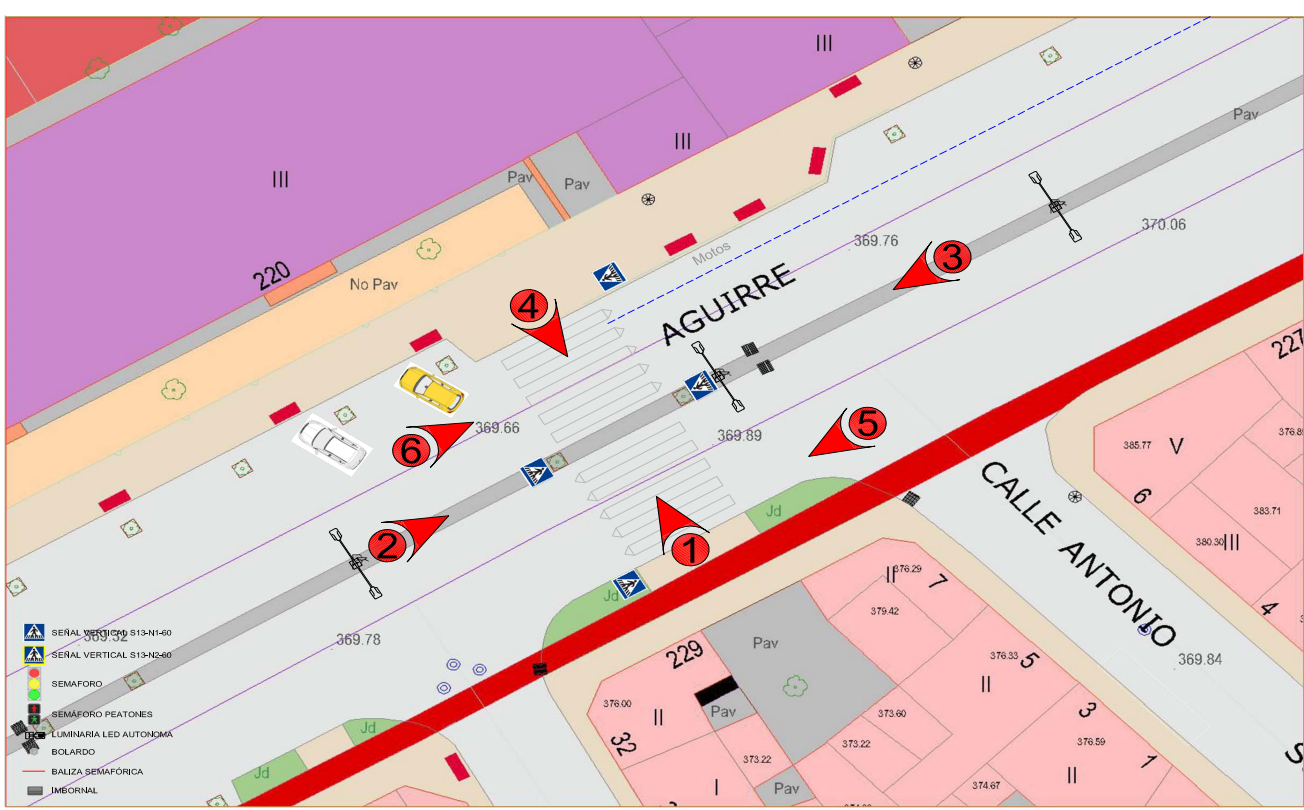 III
III
III
Pav
Pav
Pav
220
No Pav
Motos
369.76
370.06
AGUIRRE
3
4
227
369.66
369.89
5
6
385.77
V
376.8
6
383.71
CALLE ANTONIO
380.30
III
4
Jd
2
1
376.29
II
7
379.42
Jd
369.78
369.52
229
Pav
376.33
5
II
369.84
376.00
II
Pav
373.60
3
32
373.22
373.22
376.59
1
II
S
Jd
Jd
I
Pav
374.67
SEÑAL VERTICAL S13-N1-60
SEÑAL VERTICAL S13-N2-60
SEMAFORO
SEMÁFORO PEATONES
LUMINARIA LED AUTONOMA
BOLARDO
BALIZA SEMAFÓRICA
IMBORNAL